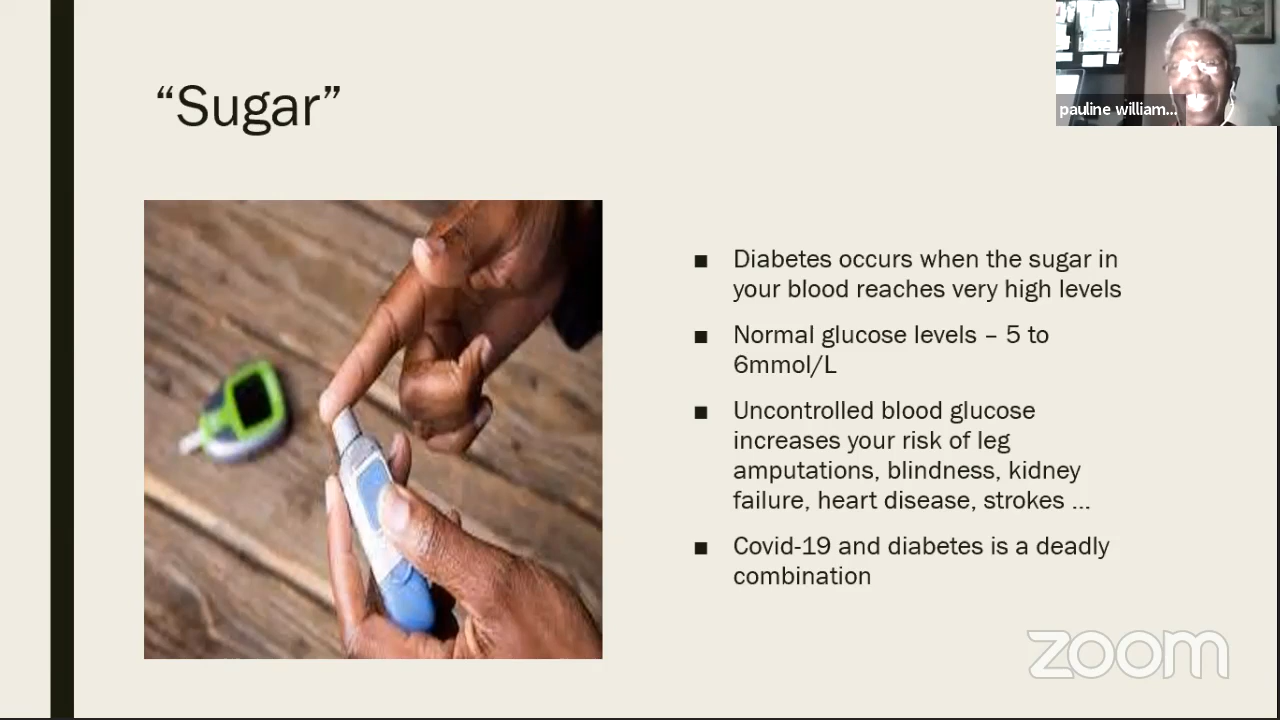 “Sugar”
pauline william...
■ Diabetes occurs when the sugar in
your blood reaches very high levels
■ Normal glucose levels – 5 to
6mmol/L
■ Uncontrolled blood glucose
increases your risk of leg
amputations, blindness, kidney
failure, heart disease, strokes ...
■ Covid-19 and diabetes is a deadly
combination
zoom